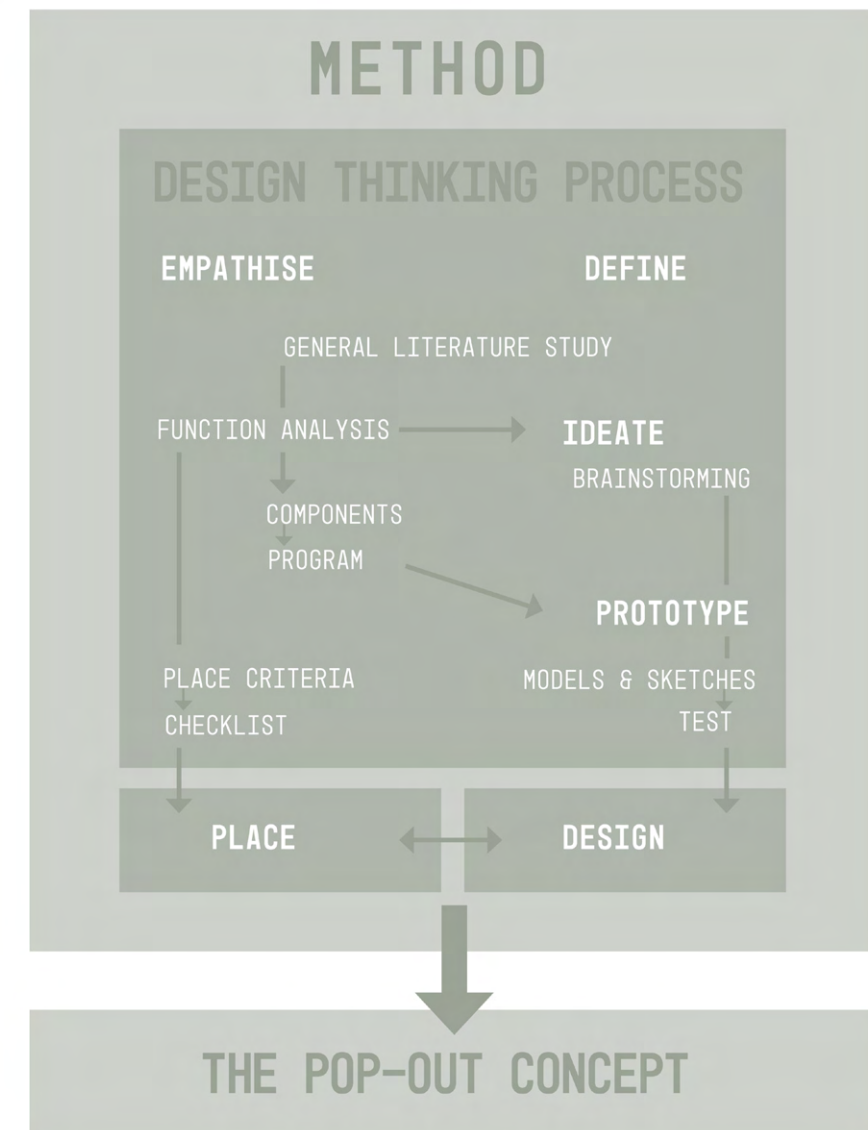 METHOD
DESIGN THINKING PROCESS
EMPATHISE
DEFINE
GENERAL LITERATURE STUDY
FUNCTION ANALYSIS
IDEATE
BRAINSTORMING
COMPONENTS
PROGRAM
PROTOTYPE
PLACE CRITERIA
MODELS & SKETCHES
CHECKLIST
TEST
PLACE
DESIGN
THE POP-OUT CONCEPT